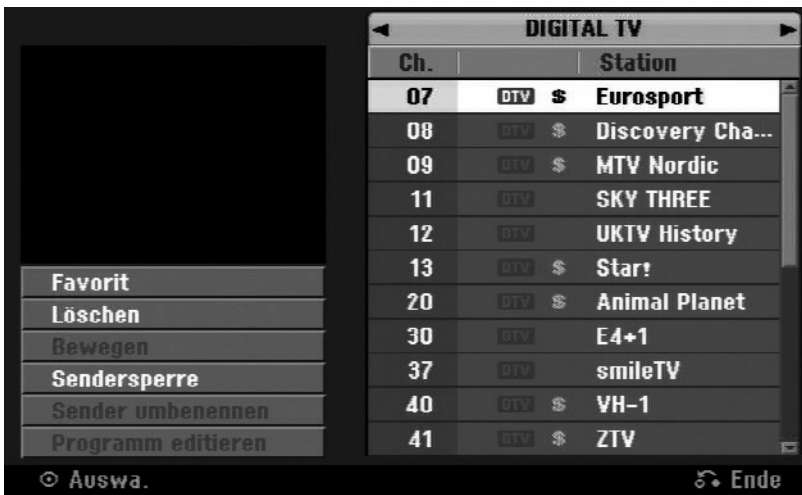 DIGITAL TV
Ch. Station
07 DTV $ Eurosport
08 DTV $ Discovery Cha...
09 DTV $ MTV Nordic
11 DTV SKY THREE
12 DTV UKTV History
13 DTV $ Star!
20 DTV $ Animal Planet
30 DTV E4+1
37 DTV smileTV
40 DTV $ VH-1
41 DTV $ ZTV
Favorit
Löschen
Bewegen
Sendersperre
Sender umbenennen
Programm editieren
Auswa.
Ende